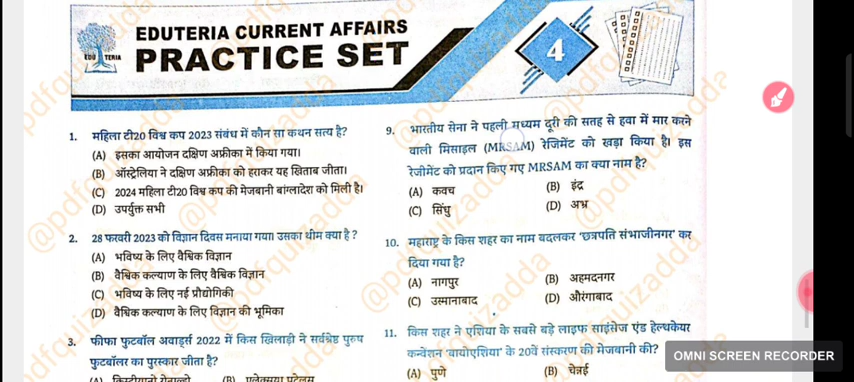 EDUTERIA CURRENT AFFAIRS
PRACTICE SET
4
EDU TERIA
1. महिला टी20 विश्व कप 2023 संबंध में कौन सा कथन सत्य है?
(A) इसका आयोजन दक्षिण अफ्रीका में किया गया।
(B) ऑस्ट्रेलिया ने दक्षिण अफ्रीका को हराकर यह खिताब जीता।
(C) 2024 महिला टी20 विश्व कप की मेजबानी बांग्लादेश को मिली है।
(D) उपर्युक्त सभी
2. 28 फरवरी 2023 को विज्ञान दिवस मनाया गया। उसका थीम क्या है ?
(A) भविष्य के लिए वैश्विक विज्ञान
(B) वैश्विक कल्याण के लिए वैश्विक विज्ञान
(C) भविष्य के लिए नई प्रौद्योगिकी
(D) वैश्विक कल्याण के लिए विज्ञान की भूमिका
3. फीफा फुटबॉल अवार्ड्स 2022 में किस खिलाड़ी ने सर्वश्रेष्ठ पुरुष
फुटबॉलर का पुरस्कार जीता है?
9. भारतीय सेना ने पहली मध्यम दूरी की सतह से हवा में मार करने
वाली मिसाइल (MRSAM) रेजिमेंट को खड़ा किया है। इस
रेजीमेंट को प्रदान किए गए MRSAM का क्या नाम है?
(A) कवच (B) इंद्र
(C) सिंधु (D) अभ्र
10. महाराष्ट्र के किस शहर का नाम बदलकर 'छत्रपति संभाजीनगर' कर
दिया गया है?
(A) नागपुर (B) अहमदनगर
(C) उस्मानाबाद (D) औरंगाबाद
11. किस शहर ने एशिया के सबसे बड़े लाइफ साइंसेज एंड हेल्थकेयर
कन्वेंशन 'बायोएशिया' के 20वें संस्करण की मेजबानी की?
(A) पुणे (B) चेन्नई
OMNI SCREEN RECORDER